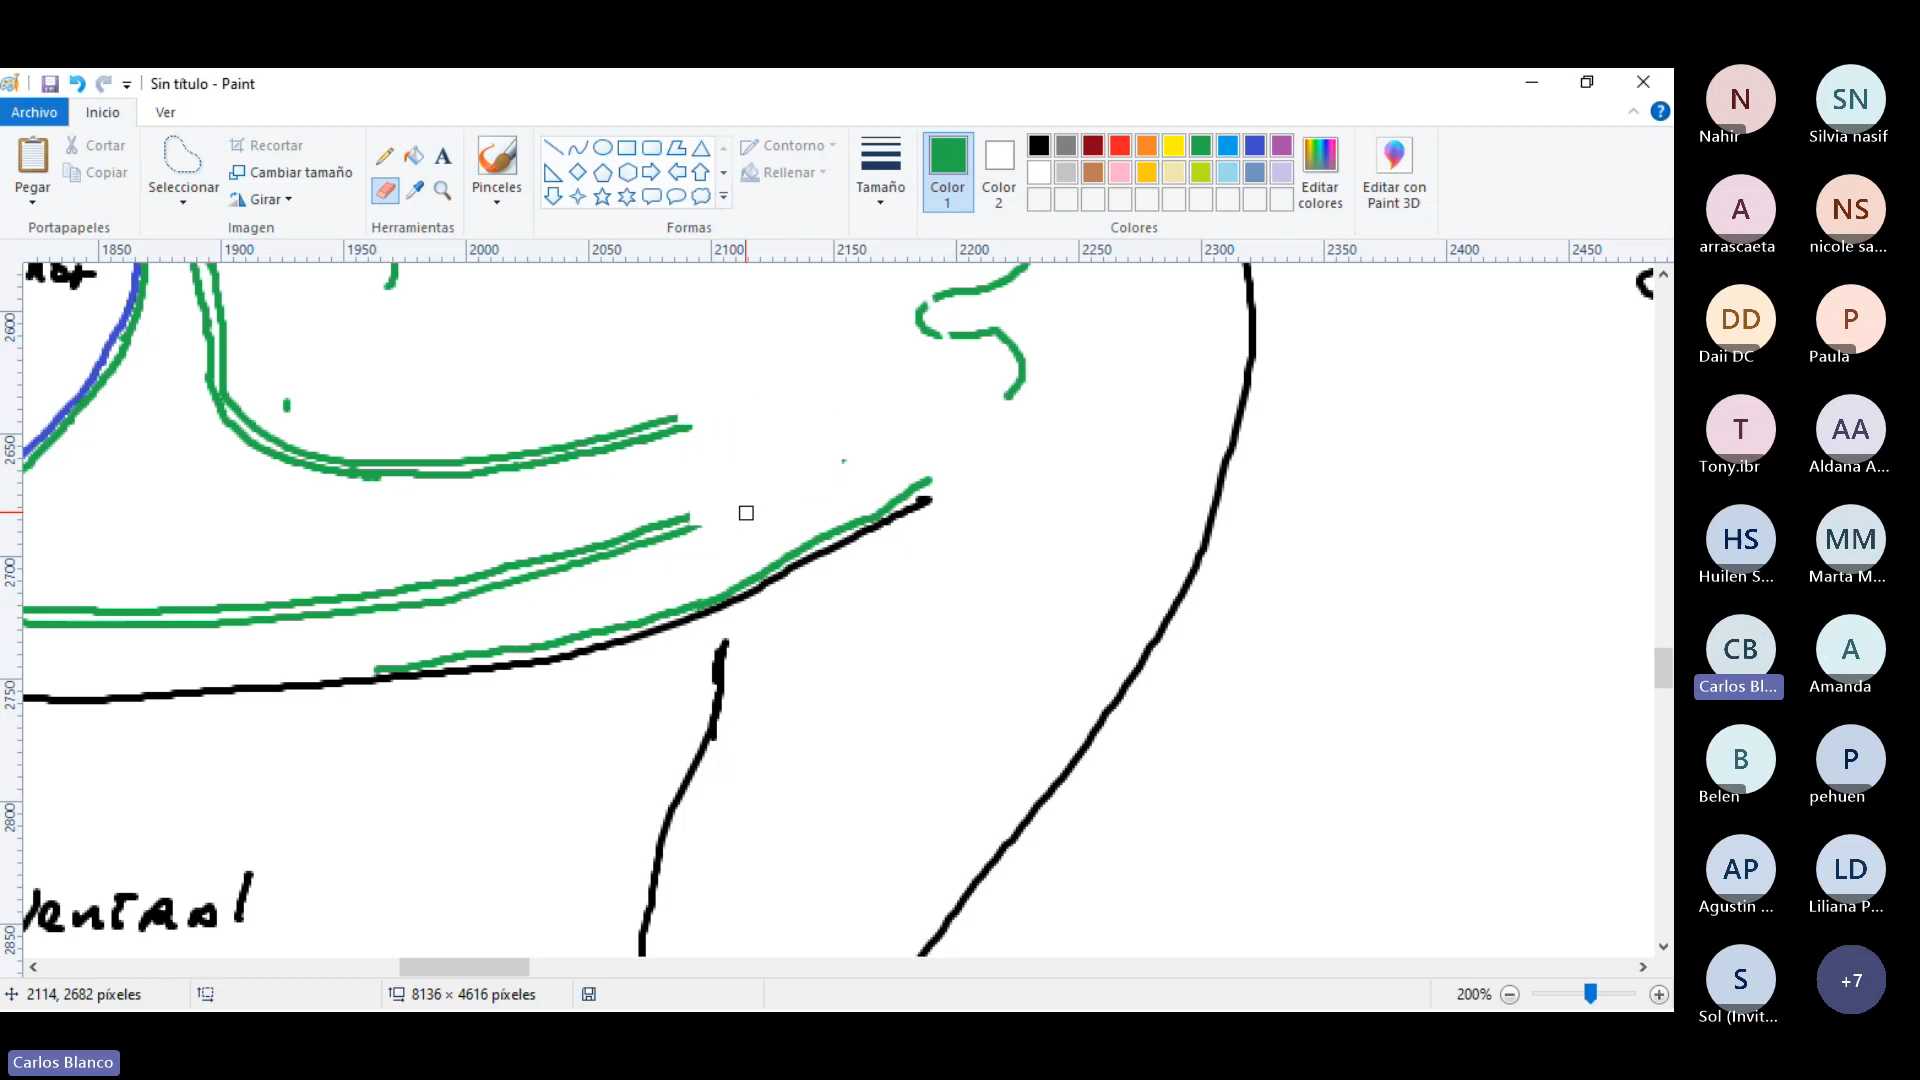 Sin título - Paint
Archivo
Inicio
Ver
Pegar
Cortar
Copiar
Portapapeles
Seleccionar
Recortar
Cambiar tamaño
Girar
Imagen
Herramientas
Pinceles
Formas
Contorno
Rellenar
Tamaño
Color 1
Color 2
Editar colores
Editar con Paint 3D
Colores
1850 1900 1950 2000 2050 2100 2150 2200 2250 2300 2350 2400 2450
2600
2650
2700
2750
2800
2850
2114, 2682 píxeles
8136 × 4616 píxeles
200%
N
Nahir
SN
Silvia nasif
A
arrascaeta
NS
nicole sa...
DD
Daii DC
P
Paula
T
Tony.ibr
AA
Aldana A...
HS
Huilen S...
MM
Marta M...
CB
Carlos Bl...
A
Amanda
B
Belen
P
pehuen
AP
Agustin ...
LD
Liliana P...
S
Sol (Invit...
+7
Carlos Blanco